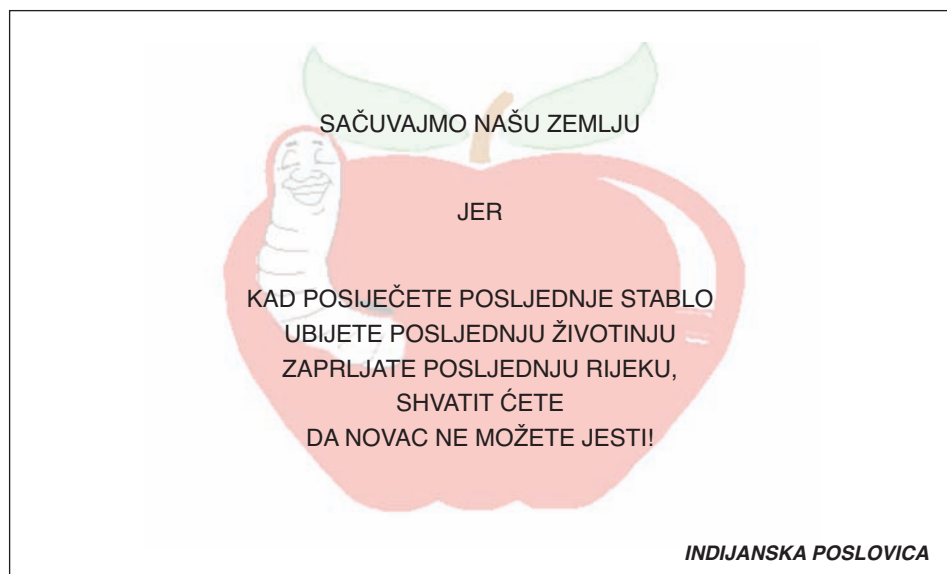 SAČUVAJMO NAŠU ZEMLJU
JER
KAD POSIJEČETE POSLJEDNJE STABLO
UBIJETE POSLJEDNJU ŽIVOTINJU
ZAPRLJATE POSLJEDNJU RIJEKU,
SHVATIT ĆETE
DA NOVAC NE MOŽETE JESTI!
INDIJANSKA POSLOVICA